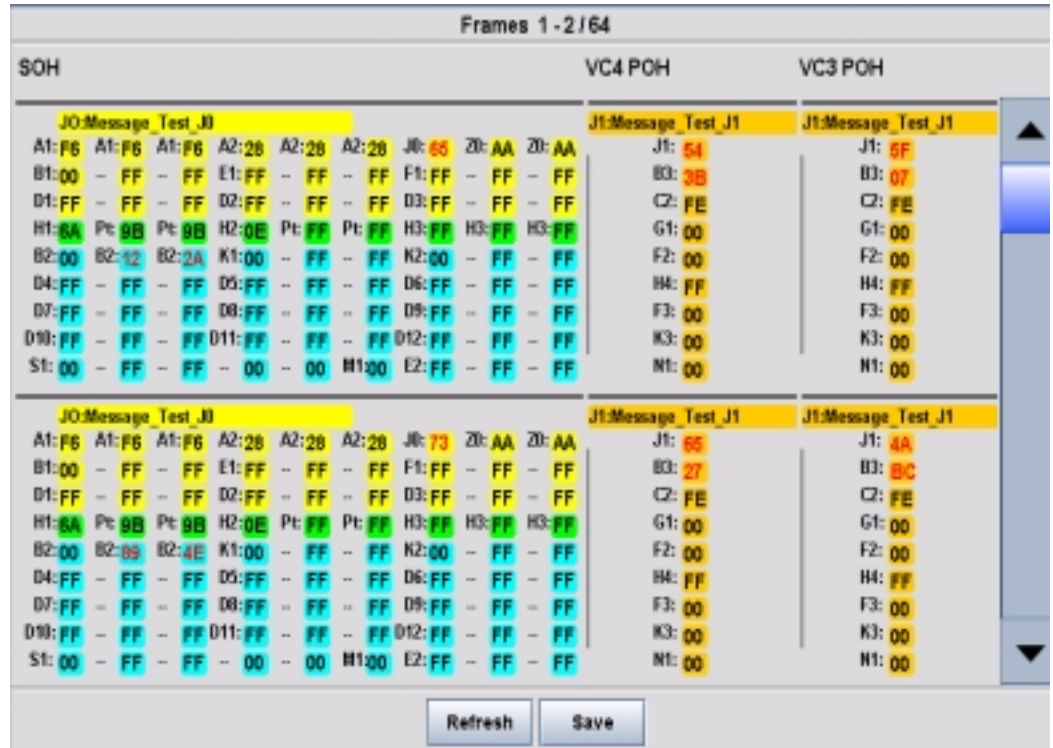 Frames 1 - 2 / 64
SOH VC4 POH VC3 POH
JO:Message_Test_J0 J1:Message_Test_J1 J1:Message_Test_J1
A1: F6 A1: F6 A1: F6 A2: 28 A2: 28 A2: 28 J0: 65 Z0: AA Z0: AA J1: 54 J1: 5F
B1: 00 -- FF -- FF E1: FF -- FF -- FF F1: FF -- FF -- FF B3: 3B B3: 07
D1: FF -- FF -- FF D2: FF -- FF -- FF D3: FF -- FF -- FF C2: FE C2: FE
H1: 6A Pt: 9B Pt: 9B H2: 0E Pt: FF Pt: FF H3: FF H3: FF H3: FF G1: 00 G1: 00
B2: 00 B2: 12 B2: 2A K1: 00 -- FF -- FF K2: 00 -- FF -- FF F2: 00 F2: 00
D4: FF -- FF -- FF D5: FF -- FF -- FF D6: FF -- FF -- FF H4: FF H4: FF
D7: FF -- FF -- FF D8: FF -- FF -- FF D9: FF -- FF -- FF F3: 00 F3: 00
D10: FF -- FF -- FF D11: FF -- FF -- FF D12: FF -- FF -- FF K3: 00 K3: 00
S1: 00 -- FF -- FF -- 00 -- 00 M1: 00 E2: FF -- FF -- FF N1: 00 N1: 00
JO:Message_Test_J0 J1:Message_Test_J1 J1:Message_Test_J1
A1: F6 A1: F6 A1: F6 A2: 28 A2: 28 A2: 28 J0: 73 Z0: AA Z0: AA J1: 65 J1: 4A
B1: 00 -- FF -- FF E1: FF -- FF -- FF F1: FF -- FF -- FF B3: 27 B3: BC
D1: FF -- FF -- FF D2: FF -- FF -- FF D3: FF -- FF -- FF C2: FE C2: FE
H1: 6A Pt: 9B Pt: 9B H2: 0E Pt: FF Pt: FF H3: FF H3: FF H3: FF G1: 00 G1: 00
B2: 00 B2: 89 B2: 4E K1: 00 -- FF -- FF K2: 00 -- FF -- FF F2: 00 F2: 00
D4: FF -- FF -- FF D5: FF -- FF -- FF D6: FF -- FF -- FF H4: FF H4: FF
D7: FF -- FF -- FF D8: FF -- FF -- FF D9: FF -- FF -- FF F3: 00 F3: 00
D10: FF -- FF -- FF D11: FF -- FF -- FF D12: FF -- FF -- FF K3: 00 K3: 00
S1: 00 -- FF -- FF -- 00 -- 00 M1: 00 E2: FF -- FF -- FF N1: 00 N1: 00
Refresh Save